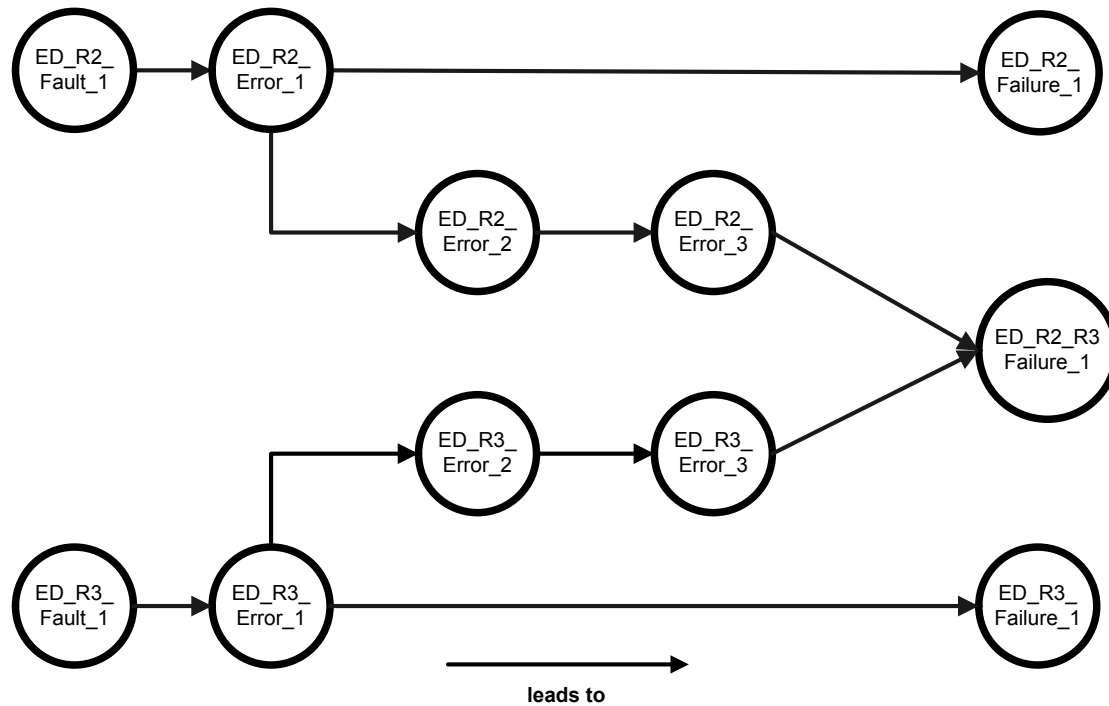 ED_R2_
Fault_1
ED_R2_
Error_1
ED_R2_
Failure_1
ED_R2_
Error_2
ED_R2_
Error_3
ED_R2_R3
Failure_1
ED_R3_
Error_2
ED_R3_
Error_3
ED_R3_
Fault_1
ED_R3_
Error_1
ED_R3_
Failure_1
leads to